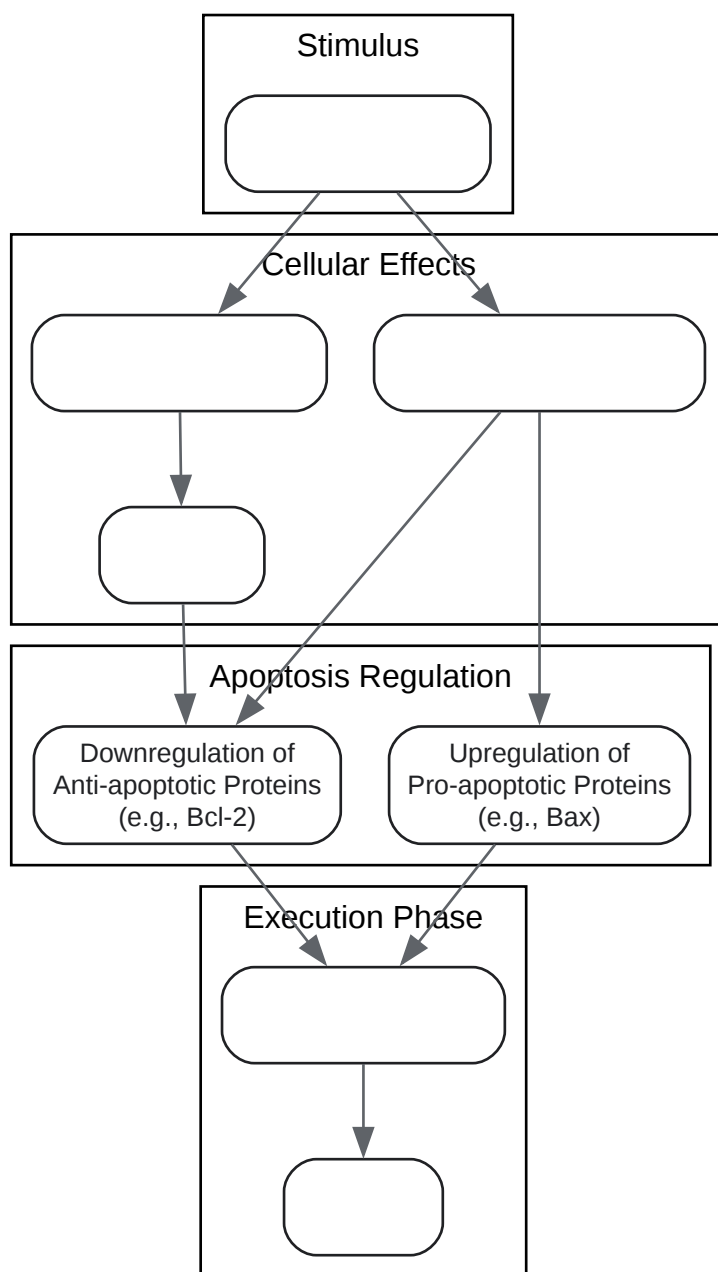 Stimulus
Cellular Effects
Apoptosis Regulation
Downregulation of
Anti-apoptotic Proteins
(e.g., Bcl-2)
Upregulation of
Pro-apoptotic Proteins
(e.g., Bax)
Execution Phase